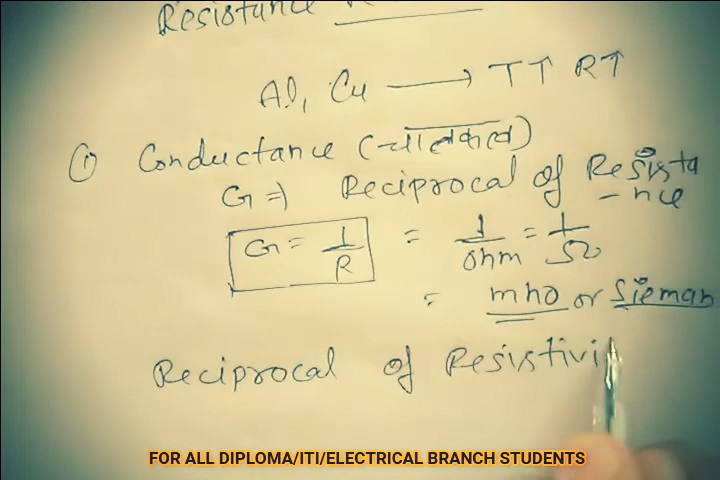 Resistance
Al, Cu → T↑ R↑
① Conductance (चालकत्व)
G ⇒ Reciprocal of Resista
-nce
G = 1/R = 1/ohm = 1/Ω
= mho or Sieman
Reciprocal of Resistivi
FOR ALL DIPLOMA/ITI/ELECTRICAL BRANCH STUDENTS